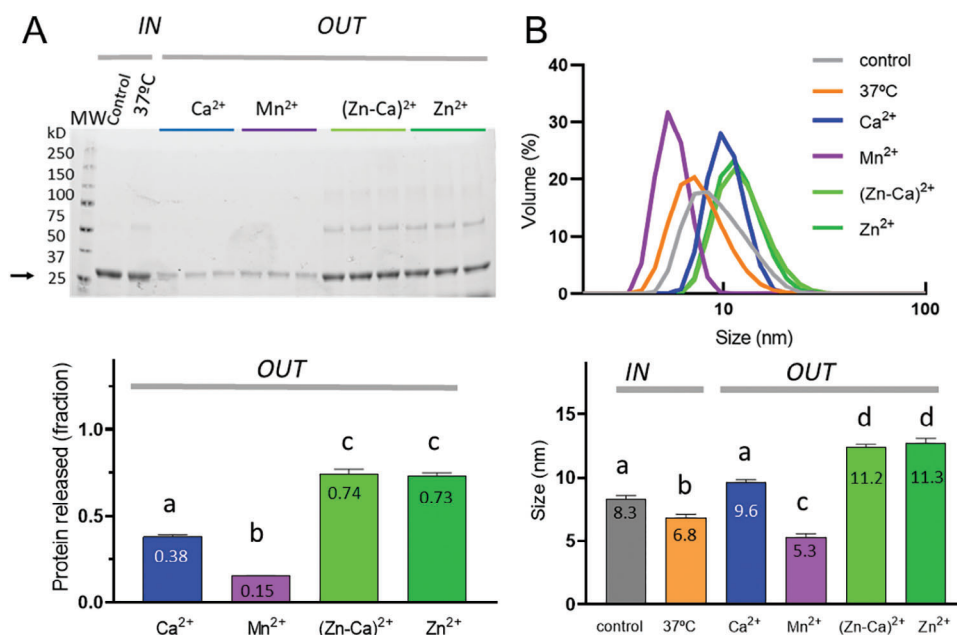 A
IN
OUT
Control
37ºC
Ca²⁺
Mn²⁺
(Zn-Ca)²⁺
Zn²⁺
MW
kD
250
150
100
75
50
37
25
OUT
Protein released (fraction)
1.0
0.5
0.0
a
b
c
c
0.38
0.15
0.74
0.73
Ca²⁺
Mn²⁺
(Zn-Ca)²⁺
Zn²⁺
B
Volume (%)
40
30
20
10
0
10
100
Size (nm)
control
37ºC
Ca²⁺
Mn²⁺
(Zn-Ca)²⁺
Zn²⁺
IN
OUT
Size (nm)
15
10
5
0
a
b
a
c
d
d
8.3
6.8
9.6
5.3
11.2
11.3
control
37ºC
Ca²⁺
Mn²⁺
(Zn-Ca)²⁺
Zn²⁺